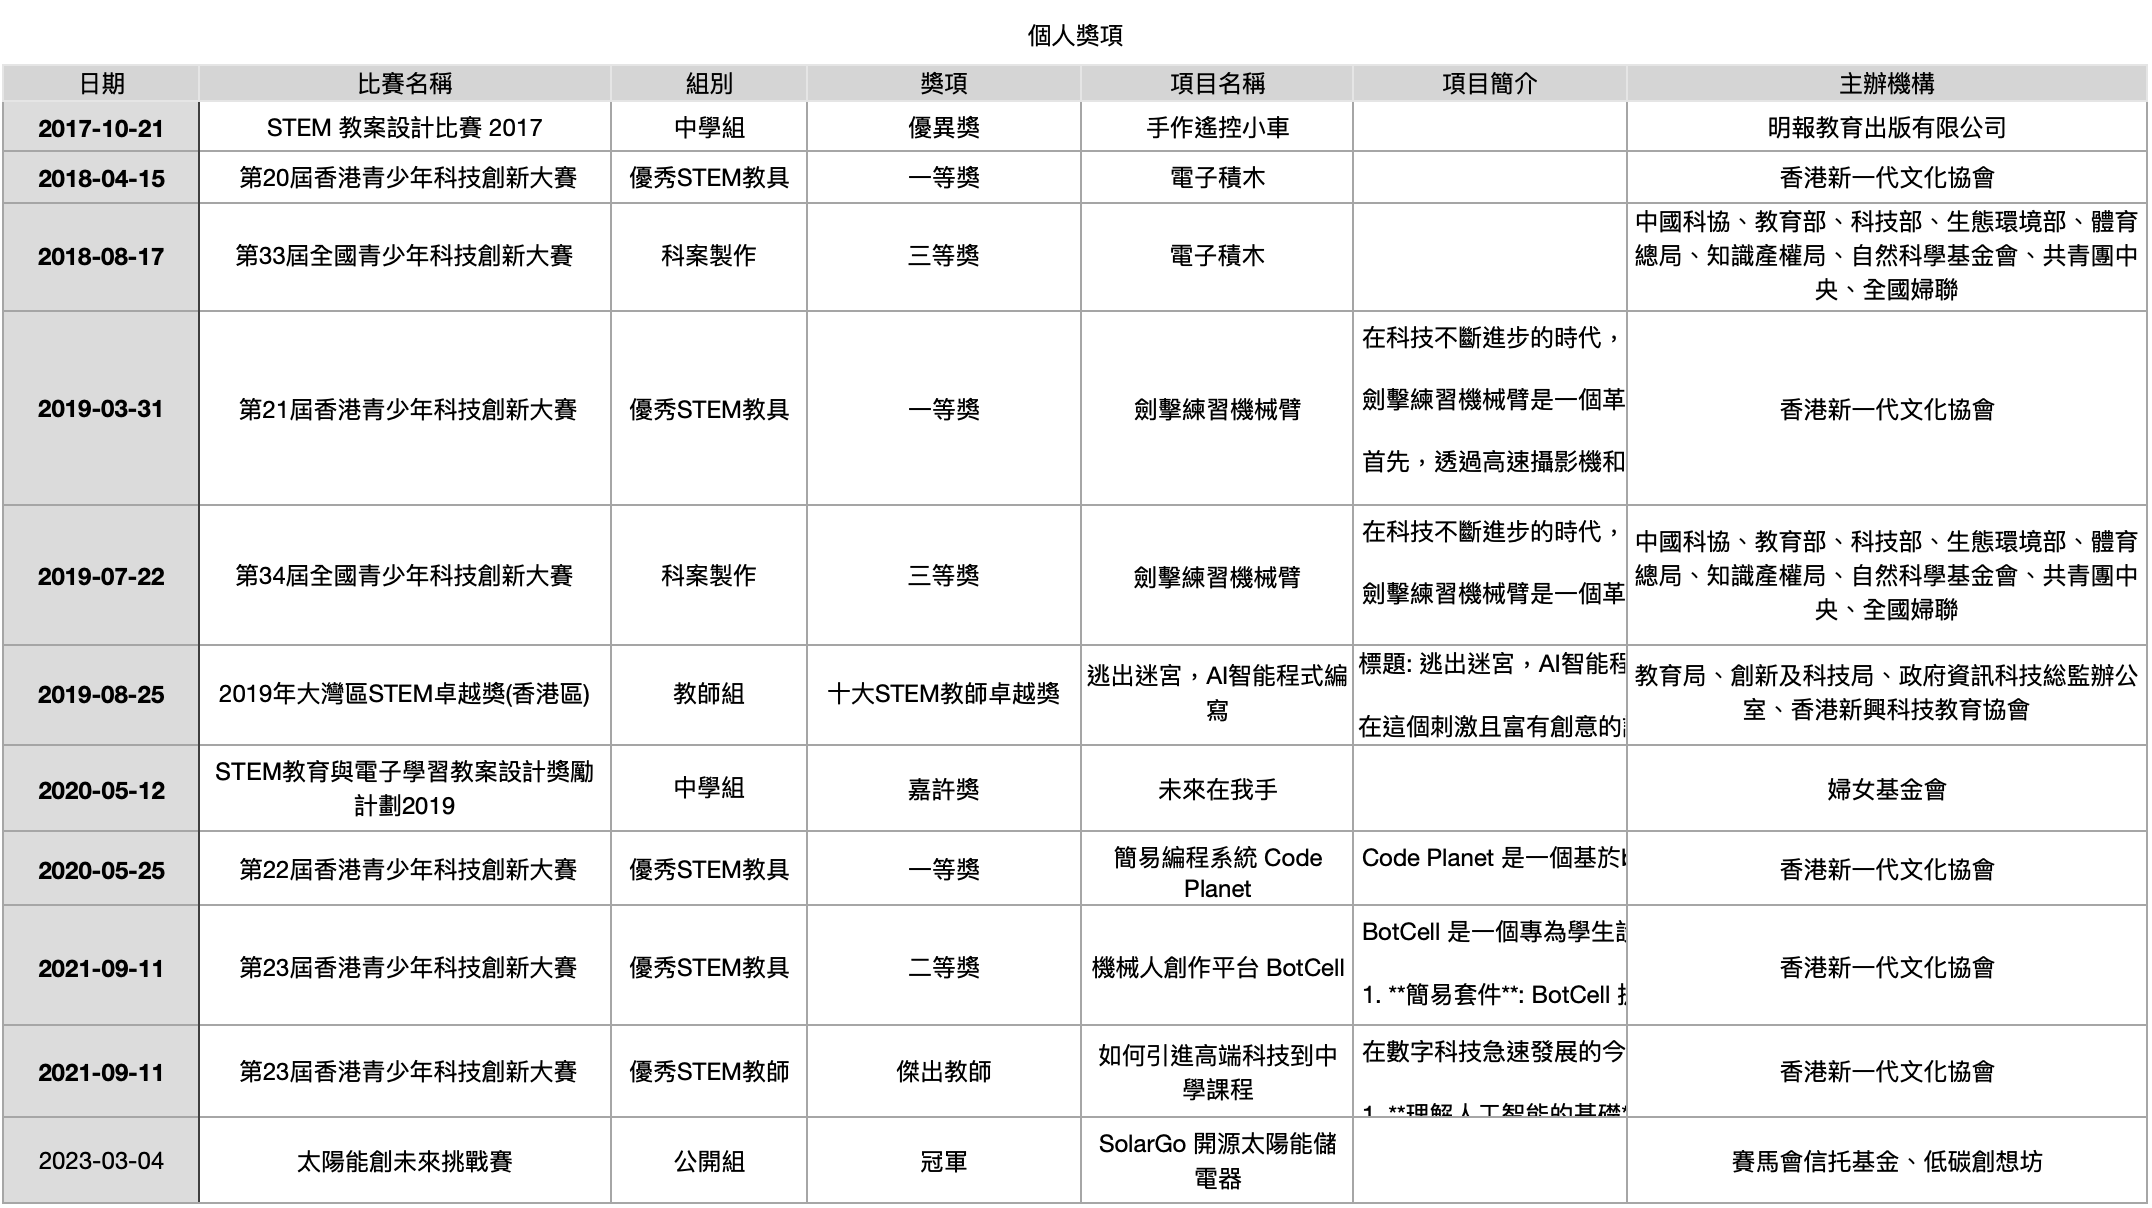 個人獎項
日期 比賽名稱 組別 獎項 項目名稱 項目簡介 主辦機構
2017-10-21 STEM 教案設計比賽 2017 中學組 優異獎 手作遙控小車 明報教育出版有限公司
2018-04-15 第20屆香港青少年科技創新大賽 優秀STEM教具 一等獎 電子積木 香港新一代文化協會
2018-08-17 第33屆全國青少年科技創新大賽 科案製作 三等獎 電子積木
中國科協、教育部、科技部、生態環境部、體育
總局、知識產權局、自然科學基金會、共青團中
央、全國婦聯
2019-03-31 第21屆香港青少年科技創新大賽 優秀STEM教具 一等獎 劍擊練習機械臂
在科技不斷進步的時代，
劍擊練習機械臂是一個革
首先，透過高速攝影機和
香港新一代文化協會
2019-07-22 第34屆全國青少年科技創新大賽 科案製作 三等獎 劍擊練習機械臂
在科技不斷進步的時代，
劍擊練習機械臂是一個革
中國科協、教育部、科技部、生態環境部、體育
總局、知識產權局、自然科學基金會、共青團中
央、全國婦聯
2019-08-25 2019年大灣區STEM卓越獎(香港區) 教師組 十大STEM教師卓越獎
逃出迷宮，AI智能程式編
寫
標題: 逃出迷宮，AI智能程
在這個刺激且富有創意的
教育局、創新及科技局、政府資訊科技総監辦公
室、香港新興科技教育協會
2020-05-12
STEM教育與電子學習教案設計獎勵
計劃2019
中學組 嘉許獎 未來在我手 婦女基金會
2020-05-25 第22屆香港青少年科技創新大賽 優秀STEM教具 一等獎
簡易編程系統 Code
Planet
Code Planet 是一個基於
香港新一代文化協會
2021-09-11 第23屆香港青少年科技創新大賽 優秀STEM教具 二等獎 機械人創作平台 BotCell
BotCell 是一個專為學生
1. **簡易套件**: BotCell
香港新一代文化協會
2021-09-11 第23屆香港青少年科技創新大賽 優秀STEM教師 傑出教師
如何引進高端科技到中
學課程
在數字科技急速發展的今
1. **理解人工智能的基礎*
香港新一代文化協會
2023-03-04 太陽能創未來挑戰賽 公開組 冠軍
SolarGo 開源太陽能儲
電器
賽馬會信托基金、低碳創想坊